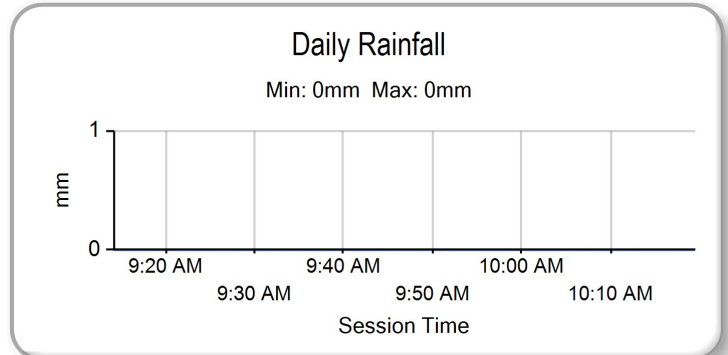 Daily Rainfall
Min: 0mm Max: 0mm
1
mm
0
9:20 AM 9:40 AM 10:00 AM
9:30 AM 9:50 AM 10:10 AM
Session Time